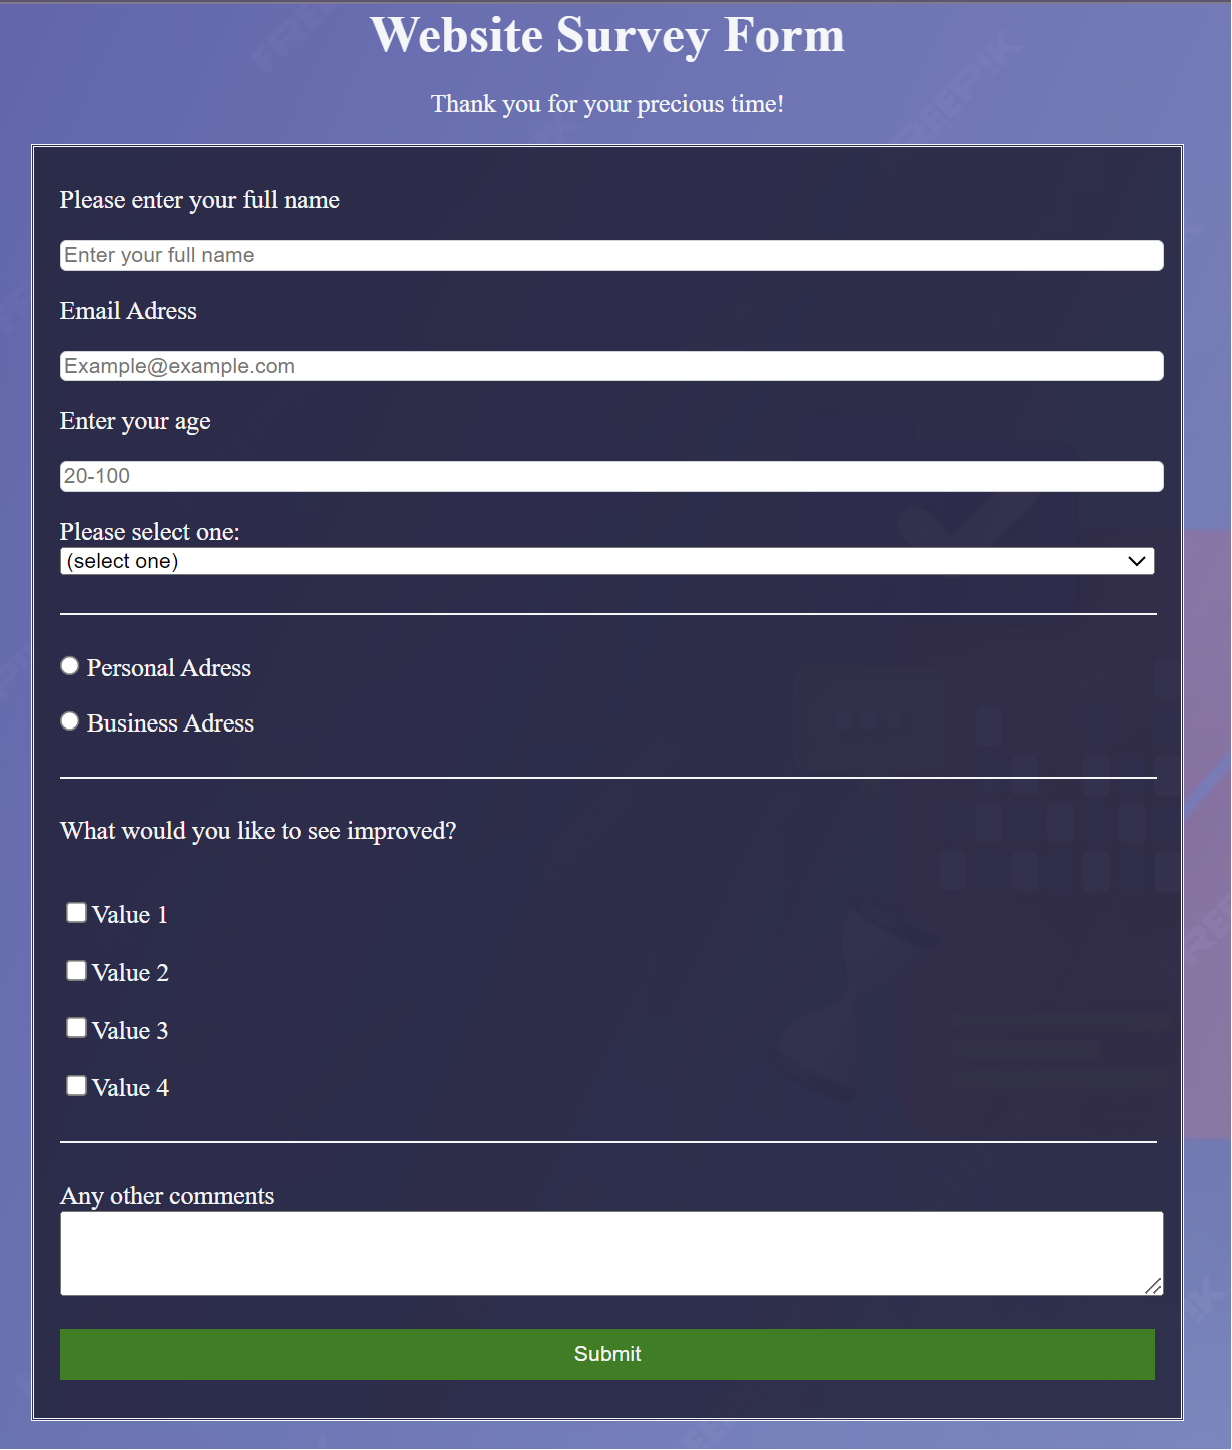 Website Survey Form
Thank you for your precious time!
Please enter your full name
Enter your full name
Email Adress
Example@example.com
Enter your age
20-100
Please select one:
(select one)
Personal Adress
Business Adress
What would you like to see improved?
Value 1
Value 2
Value 3
Value 4
Any other comments
Submit